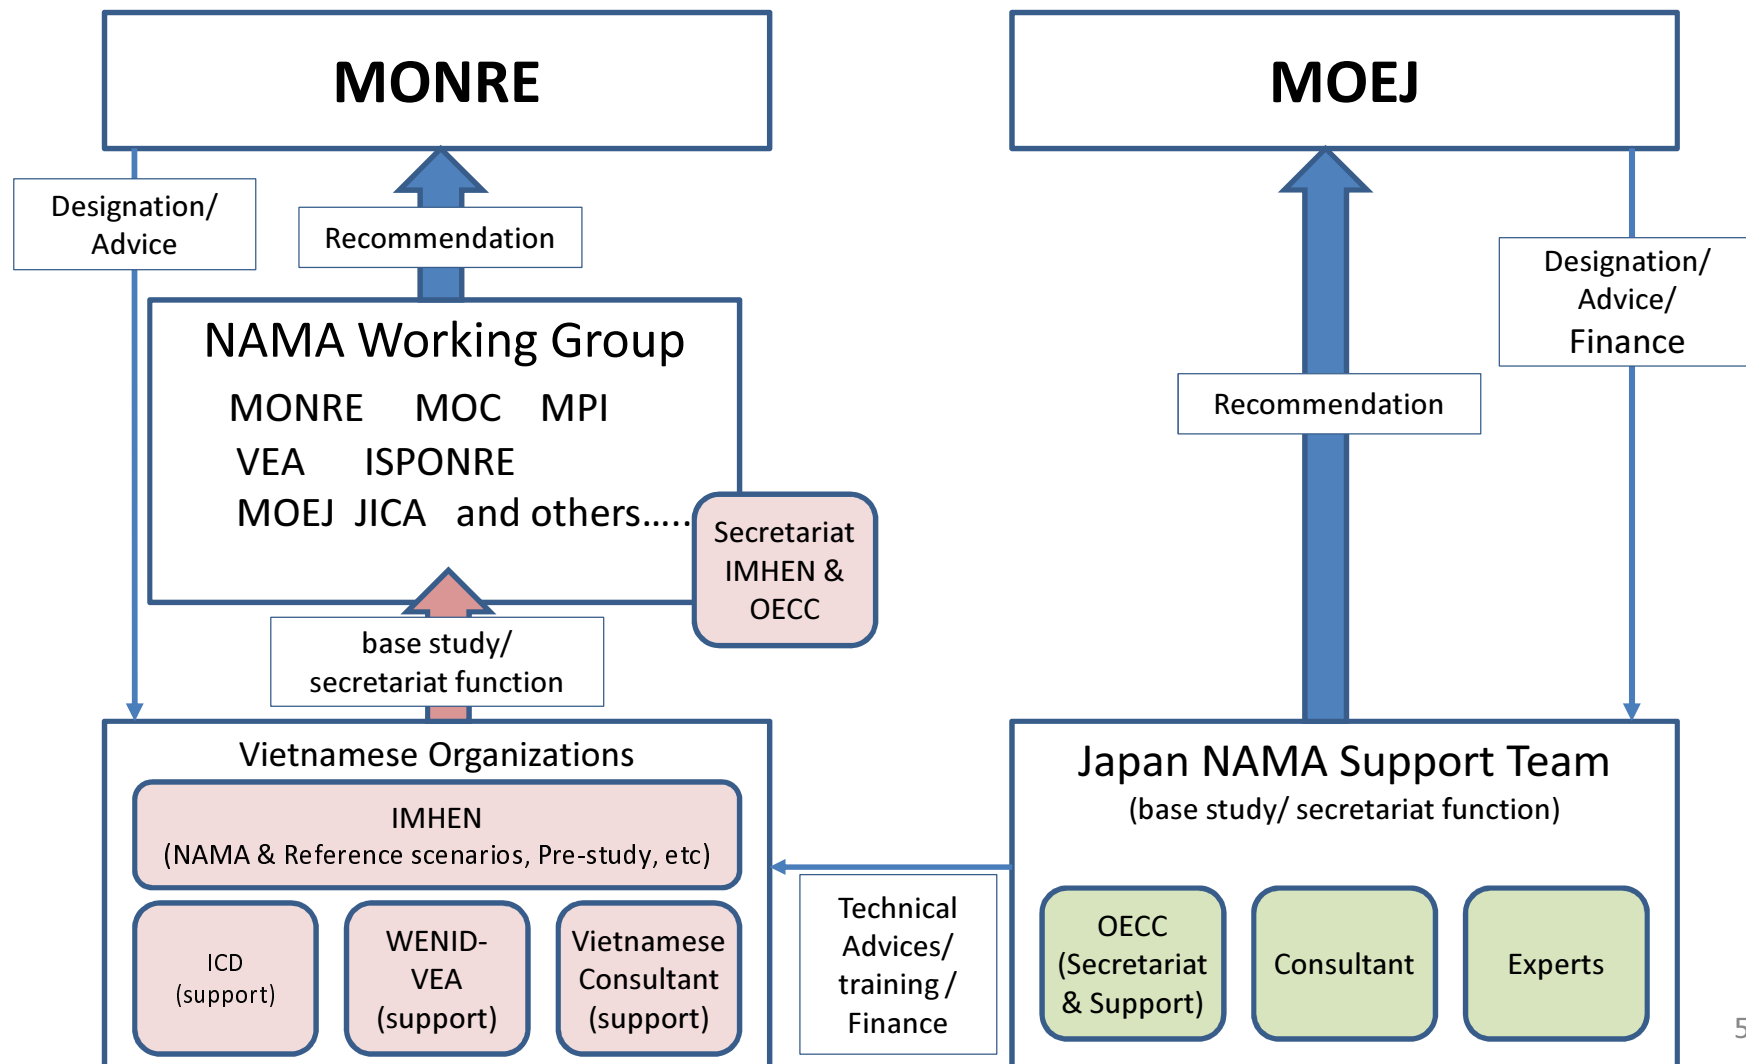 MONRE
MOEJ
Designation/
Advice
Recommendation
Designation/
Advice/
Finance
NAMA Working Group
MONRE MOC MPI
VEA ISPONRE
MOEJ JICA and others.....
Secretariat
IMHEN &
OECC
Recommendation
base study/
secretariat function
Vietnamese Organizations
IMHEN
(NAMA & Reference scenarios, Pre-study, etc)
ICD
(support)
WENID-
VEA
(support)
Vietnamese
Consultant
(support)
Technical
Advices/
training /
Finance
Japan NAMA Support Team
(base study/ secretariat function)
OECC
(Secretariat
& Support)
Consultant
Experts
5